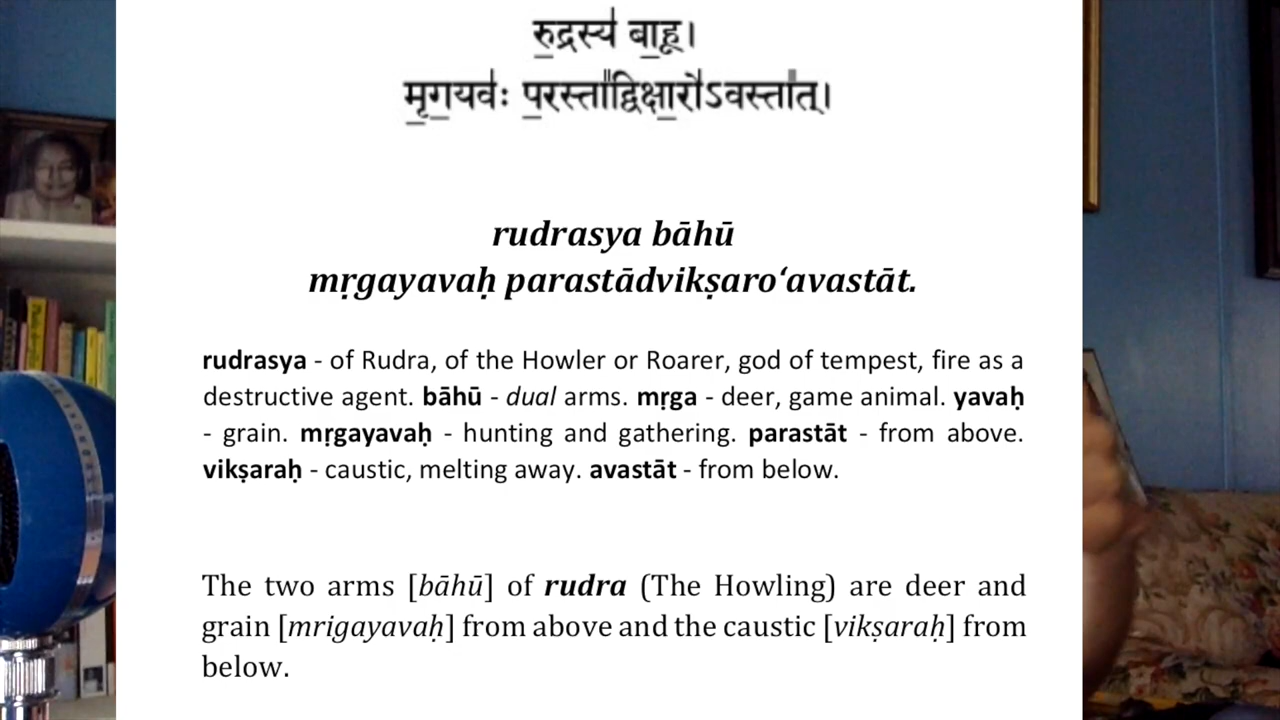 रु॒द्रस्य॑ बा॒हू।
मृ॒ग॒यव॑ः प॒रस्ता᳚द्विक्षा॒रो॑ऽवस्ता᳚त्।
rudrasya bāhū
mṛgayavaḥ parastādvikṣaro‘avastāt.
rudrasya - of Rudra, of the Howler or Roarer, god of tempest, fire as a
destructive agent. bāhū - dual arms. mṛga - deer, game animal. yavaḥ
- grain. mṛgayavaḥ - hunting and gathering. parastāt - from above.
vikṣaraḥ - caustic, melting away. avastāt - from below.
The two arms [bāhū] of rudra (The Howling) are deer and
grain [mrigayavaḥ] from above and the caustic [vikṣaraḥ] from
below.